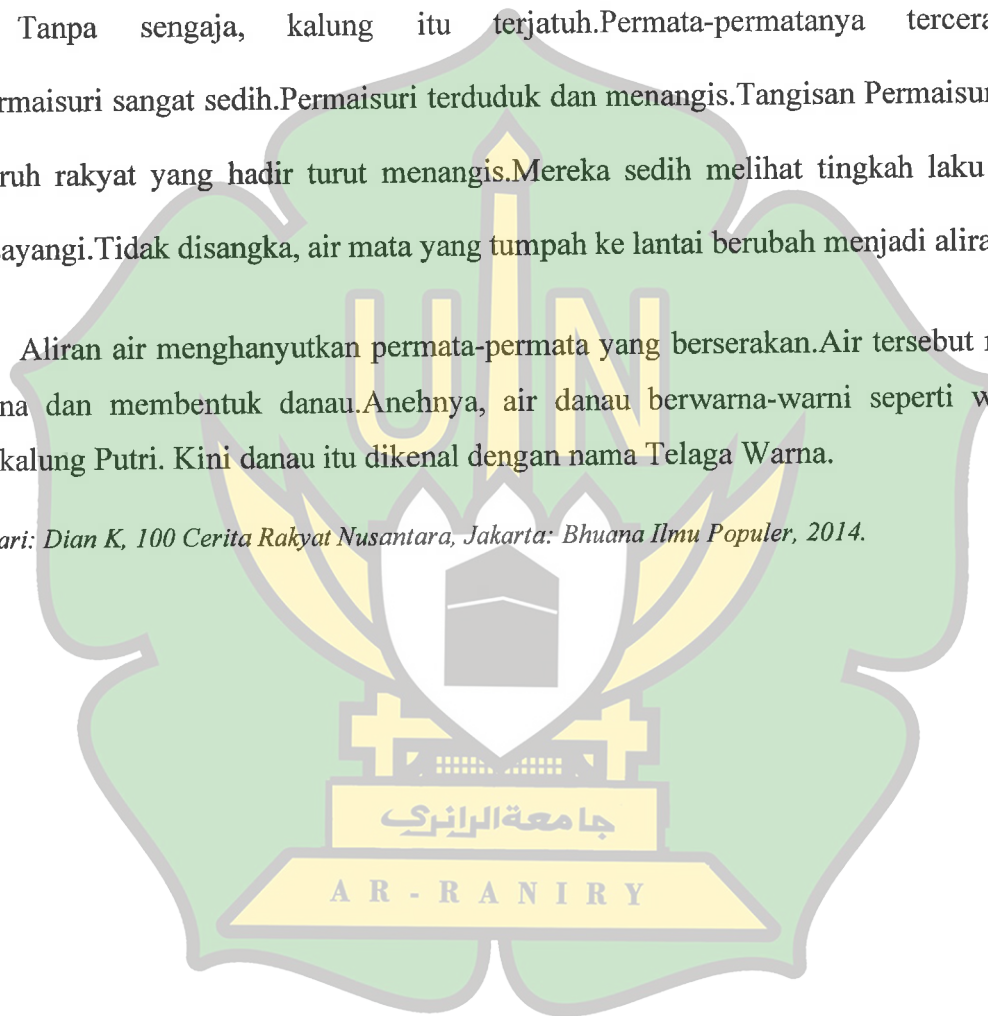 Tanpa sengaja, kalung itu terjatuh.Permata-permatanya tercera
rmaisuri sangat sedih.Permaisuri terduduk dan menangis.Tangisan Permaisur
ruh rakyat yang hadir turut menangis.Mereka sedih melihat tingkah laku
ayangi.Tidak disangka, air mata yang tumpah ke lantai berubah menjadi alira
Aliran air menghanyutkan permata-permata yang berserakan.Air tersebut
na dan membentuk danau.Anehnya, air danau berwarna-warni seperti w
kalung Putri. Kini danau itu dikenal dengan nama Telaga Warna.
ari: Dian K, 100 Cerita Rakyat Nusantara, Jakarta: Bhuana Ilmu Populer, 2014.
UIN
جامعة الرانري
AR-RANIRY